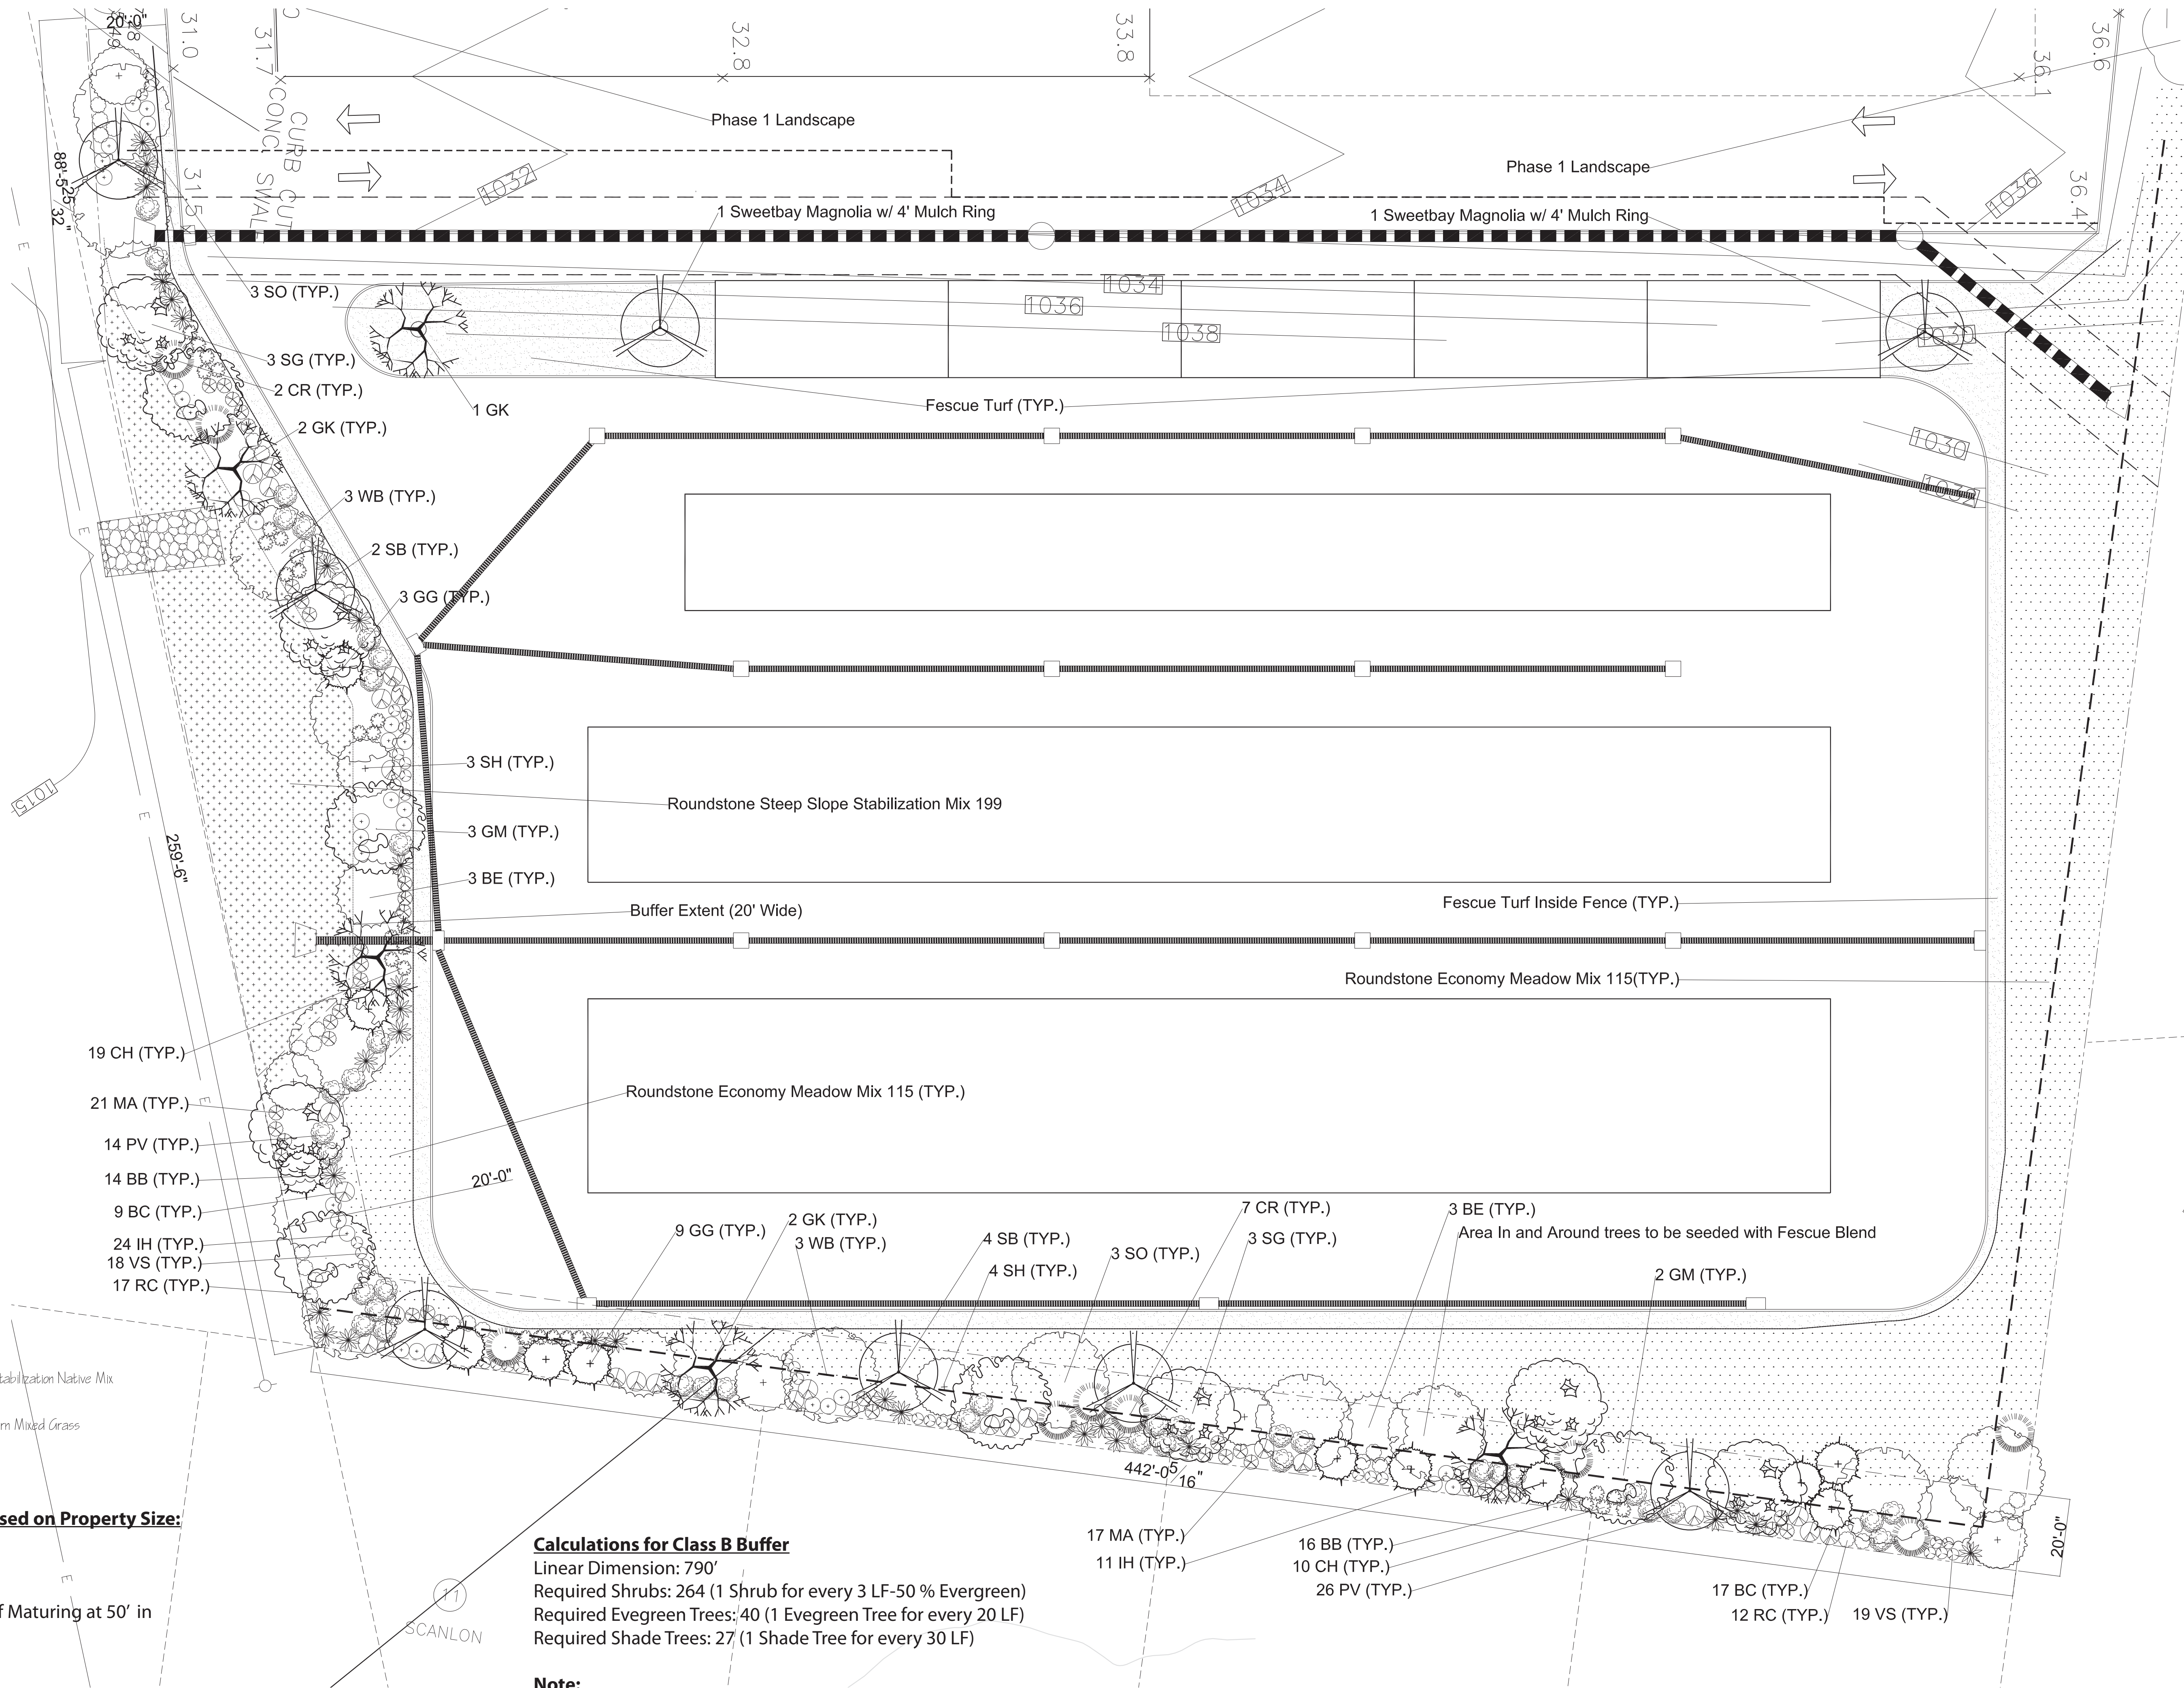 20'-0"
31.0
31.7
32.8
33.8
36.1
36.6
CONC. SWALE
CURB CUT
Phase 1 Landscape
Phase 1 Landscape
88'-5 25/32"
31.5
36.4
1032
1034
1036
1 Sweetbay Magnolia w/ 4' Mulch Ring
1 Sweetbay Magnolia w/ 4' Mulch Ring
3 SO (TYP.)
1034
1036
1038
1030
3 SG (TYP.)
2 CR (TYP.)
1 GK
Fescue Turf (TYP.)
2 GK (TYP.)
1030
1032
3 WB (TYP.)
2 SB (TYP.)
3 GG (TYP.)
3 SH (TYP.)
1015
Roundstone Steep Slope Stabilization Mix 199
3 GM (TYP.)
259'-6"
3 BE (TYP.)
Buffer Extent (20' Wide)
Fescue Turf Inside Fence (TYP.)
Roundstone Economy Meadow Mix 115(TYP.)
19 CH (TYP.)
21 MA (TYP.)
Roundstone Economy Meadow Mix 115 (TYP.)
14 PV (TYP.)
14 BB (TYP.)
20'-0"
9 BC (TYP.)
24 IH (TYP.)
18 VS (TYP.)
17 RC (TYP.)
9 GG (TYP.)
2 GK (TYP.)
3 WB (TYP.)
4 SB (TYP.)
4 SH (TYP.)
3 SO (TYP.)
7 CR (TYP.)
3 SG (TYP.)
3 BE (TYP.)
Area In and Around trees to be seeded with Fescue Blend
2 GM (TYP.)
tabilization Native Mix
rn Mixed Grass
442'-0 5/16"
17 MA (TYP.)
11 IH (TYP.)
16 BB (TYP.)
10 CH (TYP.)
26 PV (TYP.)
17 BC (TYP.)
12 RC (TYP.)
19 VS (TYP.)
20'-0"
sed on Property Size:
f Maturing at 50' in
11
SCANLON
Calculations for Class B Buffer
Linear Dimension: 790'
Required Shrubs: 264 (1 Shrub for every 3 LF-50 % Evergreen)
Required Evegreen Trees: 40 (1 Evegreen Tree for every 20 LF)
Required Shade Trees: 27 (1 Shade Tree for every 30 LF)
Note:
E
E
E
E
E